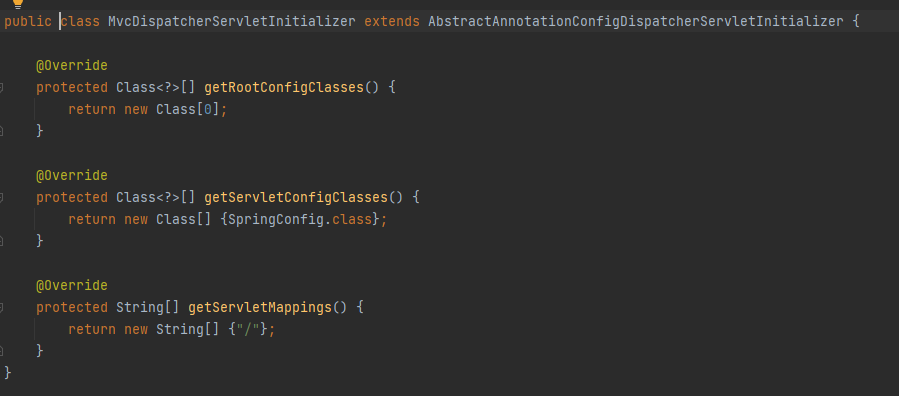 public class MvcDispatcherServletInitializer extends AbstractAnnotationConfigDispatcherServletInitializer {
@Override
protected Class<?>[] getRootConfigClasses() {
return new Class[0];
}
@Override
protected Class<?>[] getServletConfigClasses() {
return new Class[] {SpringConfig.class};
}
@Override
protected String[] getServletMappings() {
return new String[] {"/"};
}
}